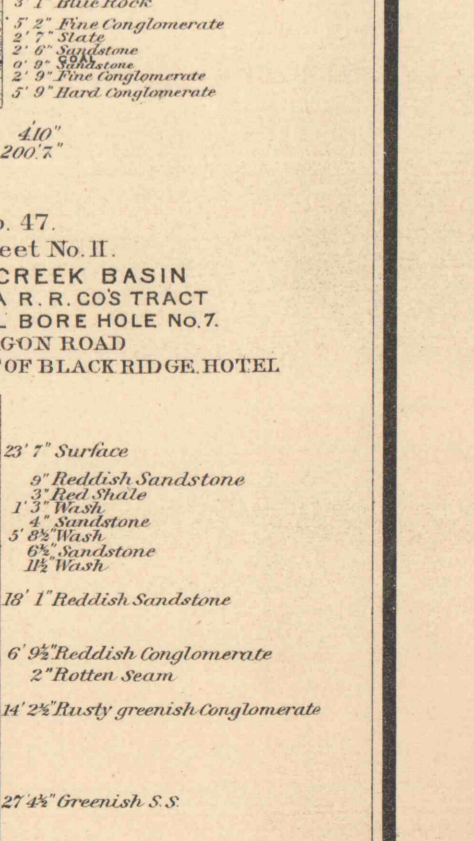 3' 1" Blue Rock
5' 2" Fine Conglomerate
2' 7" Slate
2' 6" Sandstone
COAL
0' 9" Sandstone
2' 9" Fine Conglomerate
5' 9" Hard Conglomerate
4'10"
200'.7."
o. 47.
eet No. II.
CREEK BASIN
A R. R. CO'S TRACT
L BORE HOLE No. 7.
GON ROAD
OF BLACK RIDGE HOTEL
23' 7" Surface
9" Reddish Sandstone
3" Red Shale
1' 3" Wash
4" Sandstone
5' 8½" Wash
6½" Sandstone
11½" Wash
18' 1" Reddish Sandstone
6' 9½" Reddish Conglomerate
2" Rotten Seam
14' 2½" Rusty greenish Conglomerate
27' 4½" Greenish S. S.